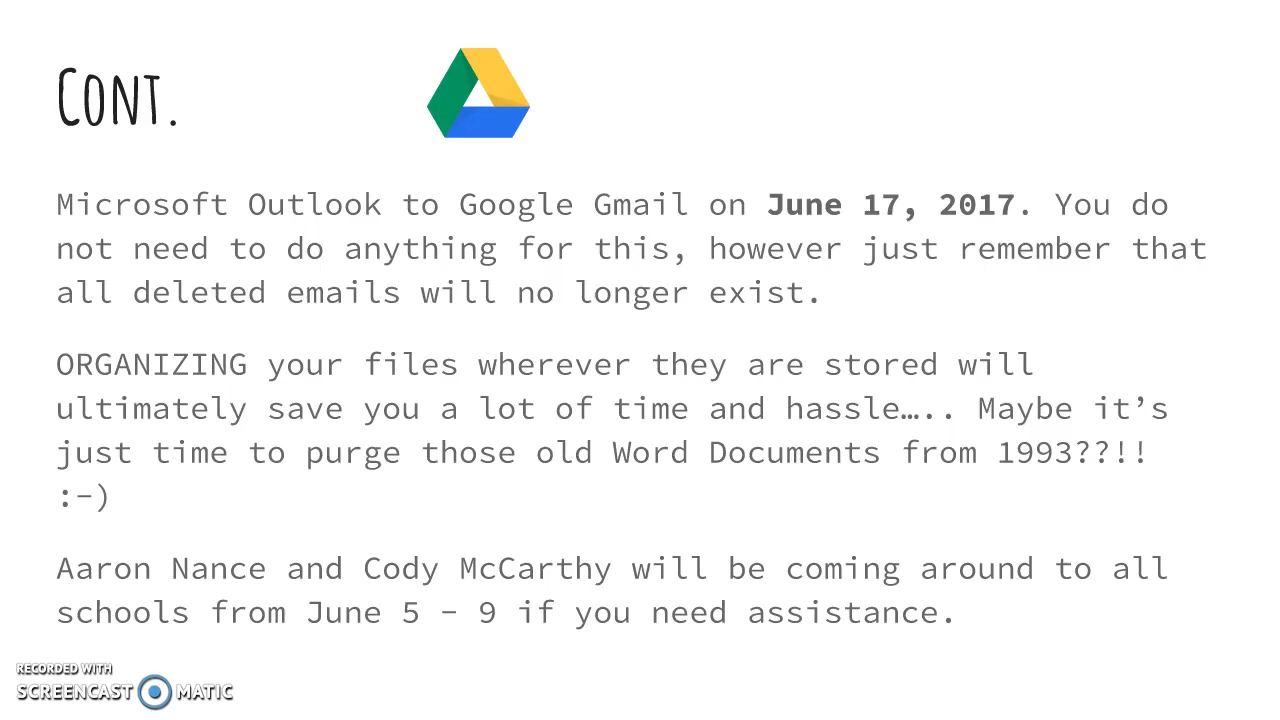 CONT.
Microsoft Outlook to Google Gmail on June 17, 2017. You do
not need to do anything for this, however just remember that
all deleted emails will no longer exist.
ORGANIZING your files wherever they are stored will
ultimately save you a lot of time and hassle….. Maybe it’s
just time to purge those old Word Documents from 1993??!!
:-)
Aaron Nance and Cody McCarthy will be coming around to all
schools from June 5 - 9 if you need assistance.
RECORDED WITH
SCREENCAST MATIC